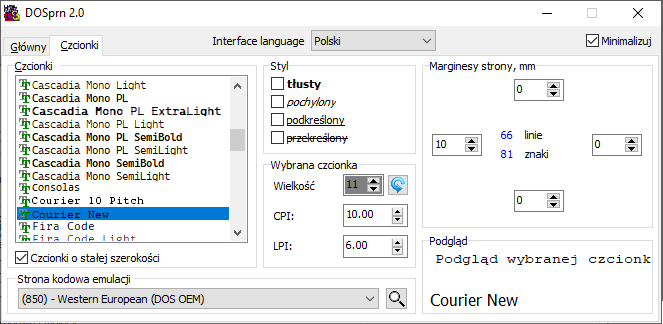 DOSprn 2.0
Główny
Czcionki
Interface language
Polski
Minimalizuj
Czcionki
Cascadia Mono Light
Cascadia Mono PL
Cascadia Mono PL ExtraLight
Cascadia Mono PL Light
Cascadia Mono PL SemiBold
Cascadia Mono PL SemiLight
Cascadia Mono SemiBold
Cascadia Mono SemiLight
Consolas
Courier 10 Pitch
Courier New
Fira Code
Fira Code Light
Czcionki o stałej szerokości
Styl
tłusty
pochylony
podkreślony
przekreślony
Wybrana czcionka
Wielkość 11
CPI: 10.00
LPI: 6.00
Marginesy strony, mm
0
10
66 linie
81 znaki
0
0
Podgląd
Podgląd wybranej czcionk
Courier New
Strona kodowa emulacji
(850) - Western European (DOS OEM)